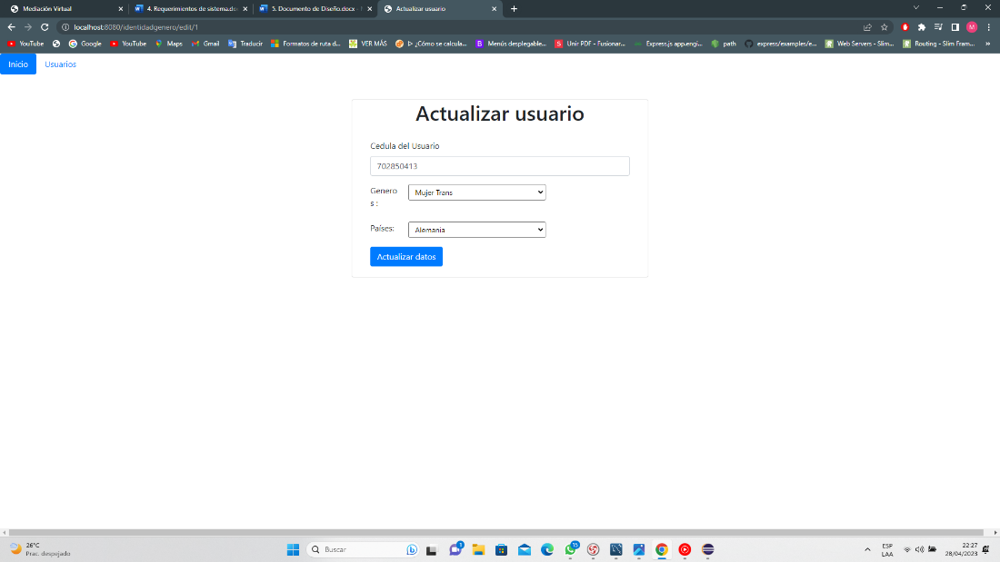 Mediación Virtual
4. Requerimientos de sistema.do
5. Documento de Diseño.docx -
Actualizar usuario
localhost:8080/identidadgenero/edit/1
YouTube
Google
YouTube
Maps
Gmail
Traducir
Formatos de ruta d...
VER MÁS
▷ ¿Cómo se calcula...
Menús desplegable...
Unir PDF - Fusionar...
Express.js app.engi...
path
express/examples/e...
Web Servers - Slim...
Routing - Slim Fram...
»
Inicio
Usuarios
Actualizar usuario
Cedula del Usuario
702850413
Genero
s :
Mujer Trans
Países:
Alemania
Actualizar datos
26°C
Prac. despejado
Buscar
1
15
ESP
LAA
22:27
28/04/2023